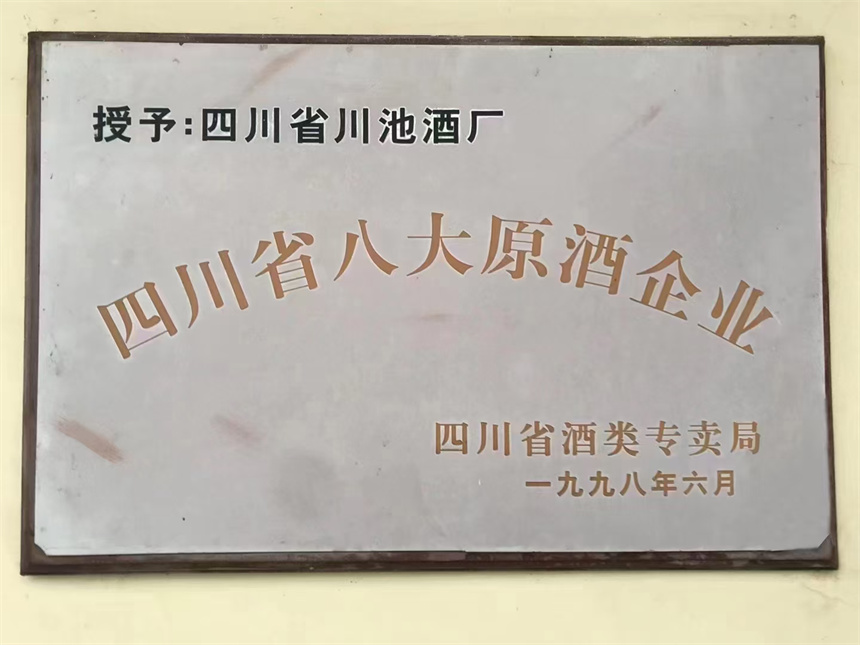 授予:四川省川池酒厂
四川省八大原酒企业
四川省酒类专卖局
一九九八年六月